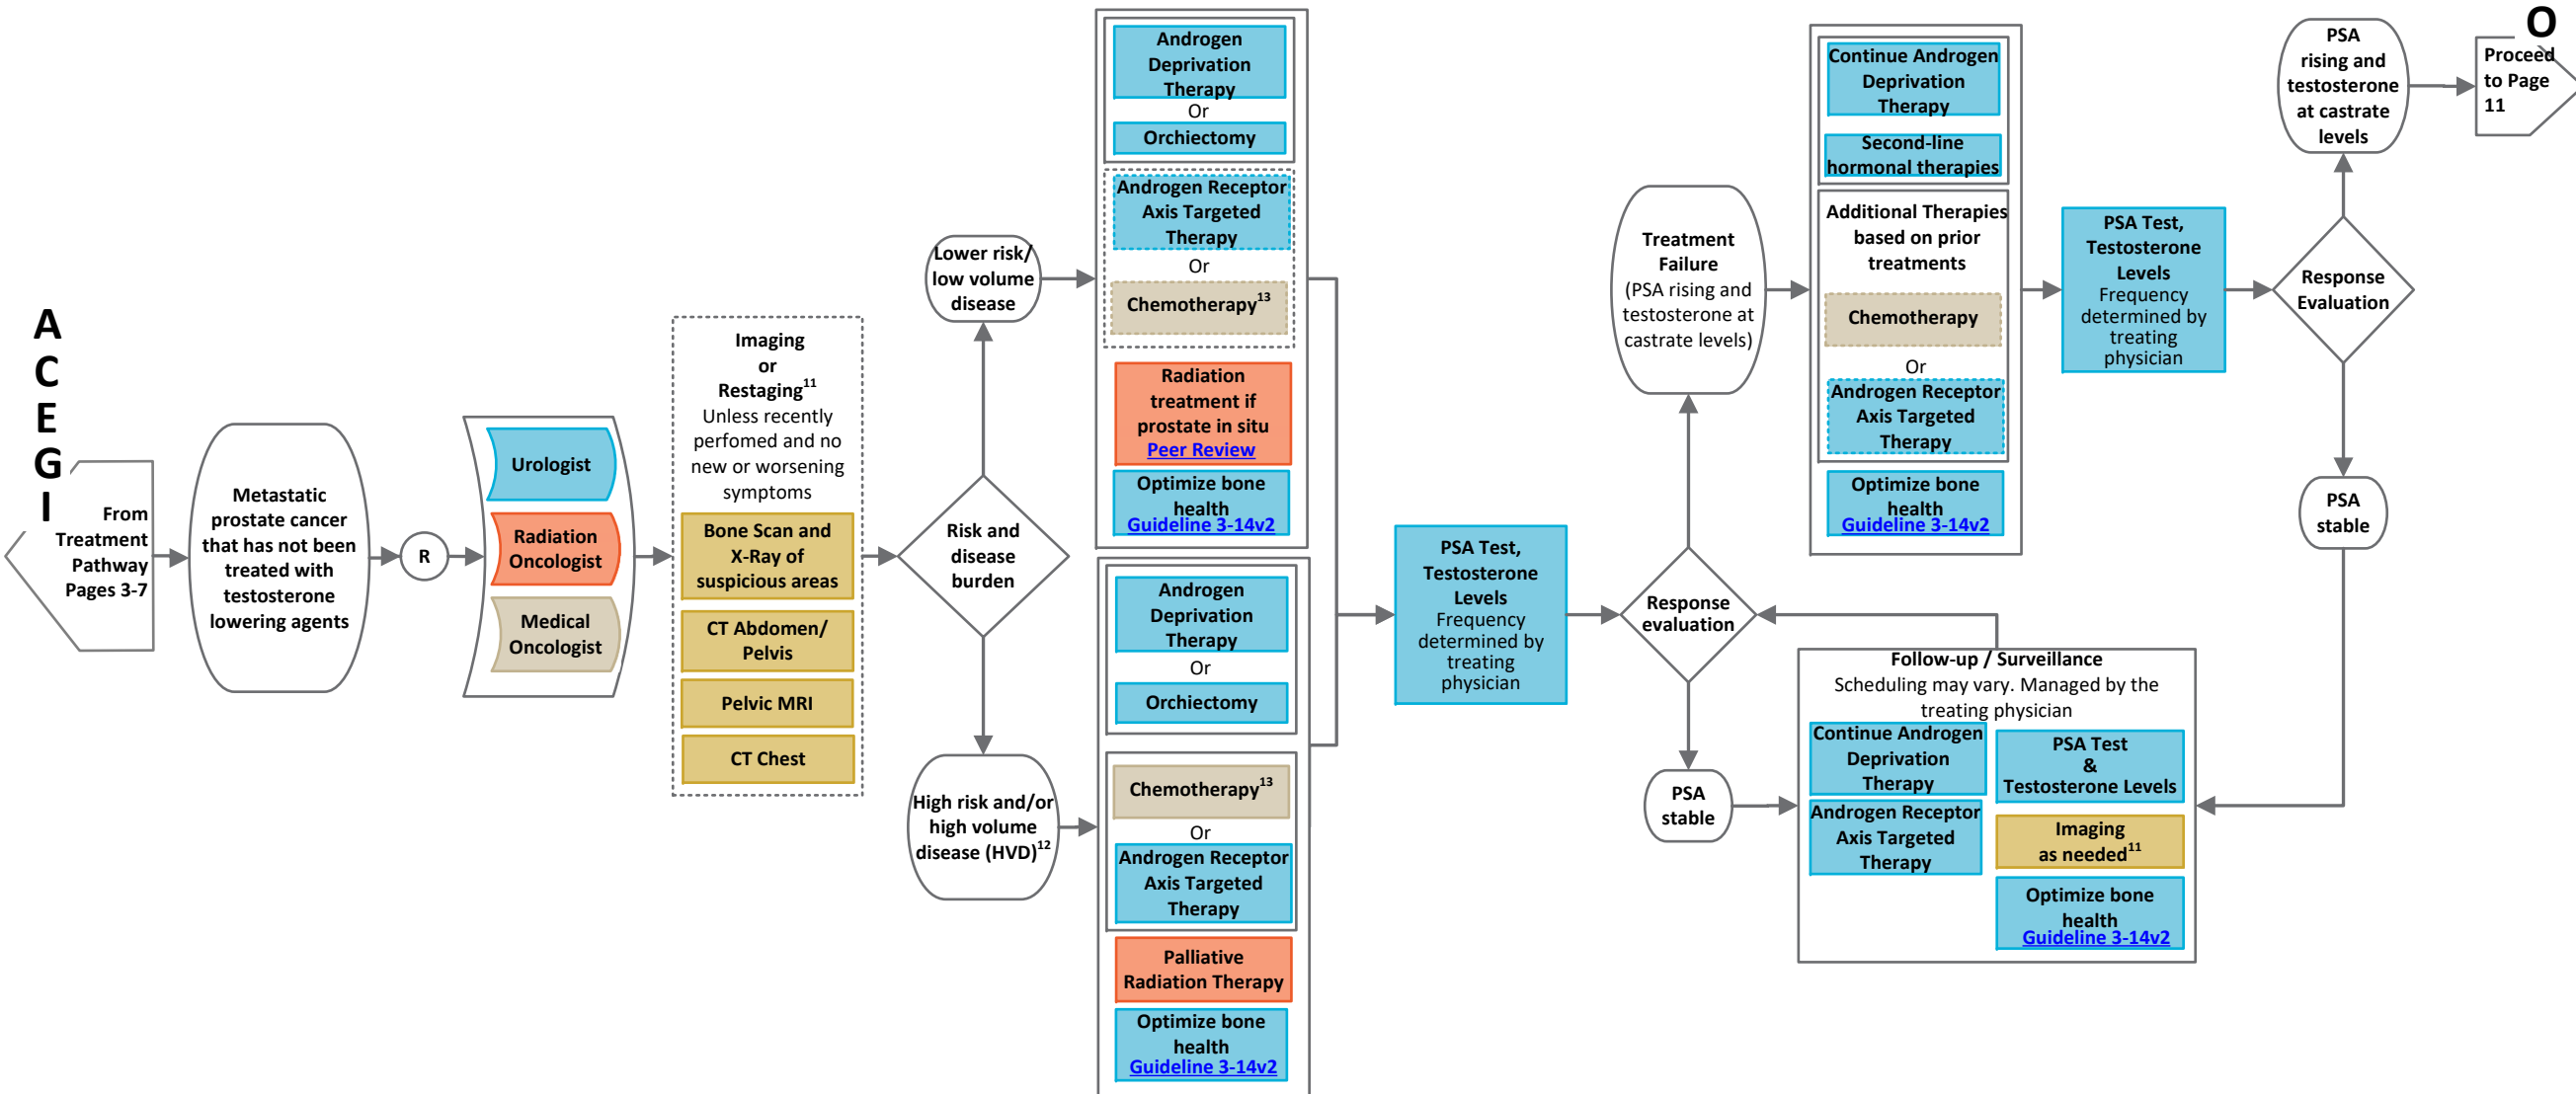 A
C
E
G
I
From
Treatment
Pathway
Pages 3-7
Metastatic
prostate cancer
that has not been
treated with
testosterone
lowering agents
R
Urologist
Radiation
Oncologist
Medical
Oncologist
Imaging
or
Restaging11
Unless recently
perfomed and no
new or worsening
symptoms
Bone Scan and
X-Ray of
suspicious areas
CT Abdomen/
Pelvis
Pelvic MRI
CT Chest
Risk and
disease
burden
Lower risk/
low volume
disease
High risk and/or
high volume
disease (HVD)12
Androgen
Deprivation
Therapy
Or
Orchiectomy
Androgen Receptor
Axis Targeted
Therapy
Or
Chemotherapy13
Radiation
treatment if
prostate in situ
Peer Review
Optimize bone
health
Guideline 3-14v2
Androgen
Deprivation
Therapy
Or
Orchiectomy
Chemotherapy13
Or
Androgen Receptor
Axis Targeted
Therapy
Palliative
Radiation Therapy
Optimize bone
health
Guideline 3-14v2
PSA Test,
Testosterone
Levels
Frequency
determined by
treating
physician
Response
evaluation
Treatment
Failure
(PSA rising and
testosterone at
castrate levels)
PSA
stable
Continue Androgen
Deprivation
Therapy
Second-line
hormonal therapies
Additional Therapies
based on prior
treatments
Chemotherapy
Or
Androgen Receptor
Axis Targeted
Therapy
Optimize bone
health
Guideline 3-14v2
Follow-up / Surveillance
Scheduling may vary. Managed by the
treating physician
Continue Androgen
Deprivation
Therapy
Androgen Receptor
Axis Targeted
Therapy
PSA Test
&
Testosterone Levels
Imaging
as needed11
Optimize bone
health
Guideline 3-14v2
PSA Test,
Testosterone
Levels
Frequency
determined by
treating
physician
Response
Evaluation
PSA
rising and
testosterone
at castrate
levels
PSA
stable
O
Proceed
to Page
11